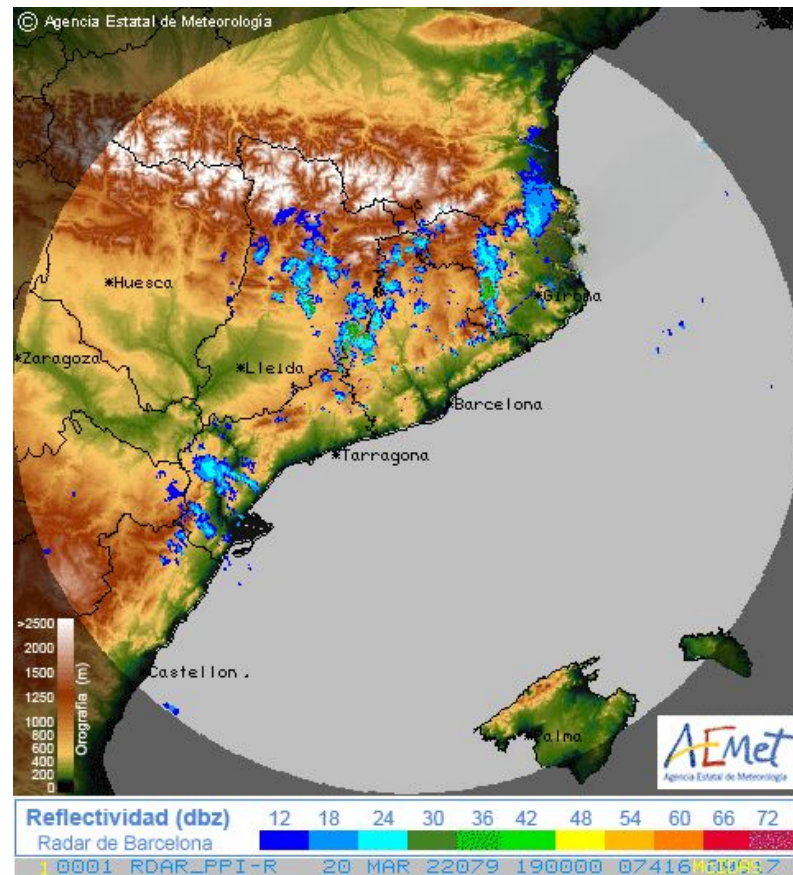 © Agencia Estatal de Meteorología
*Huesca
*Girona
*Zaragoza
*Lleida
*Barcelona
*Tarragona
>2500
2000
1500
1250
1000
800
600
400
200
0
Orografía (m)
*Castellon.
*Palma
AEMet
Agencia Estatal de Meteorología
Reflectividad (dbz) 12 18 24 30 36 42 48 54 60 66 72
Radar de Barcelona
1 0001 RDAR_PPI-R 20 MAR 22079 190000 07416